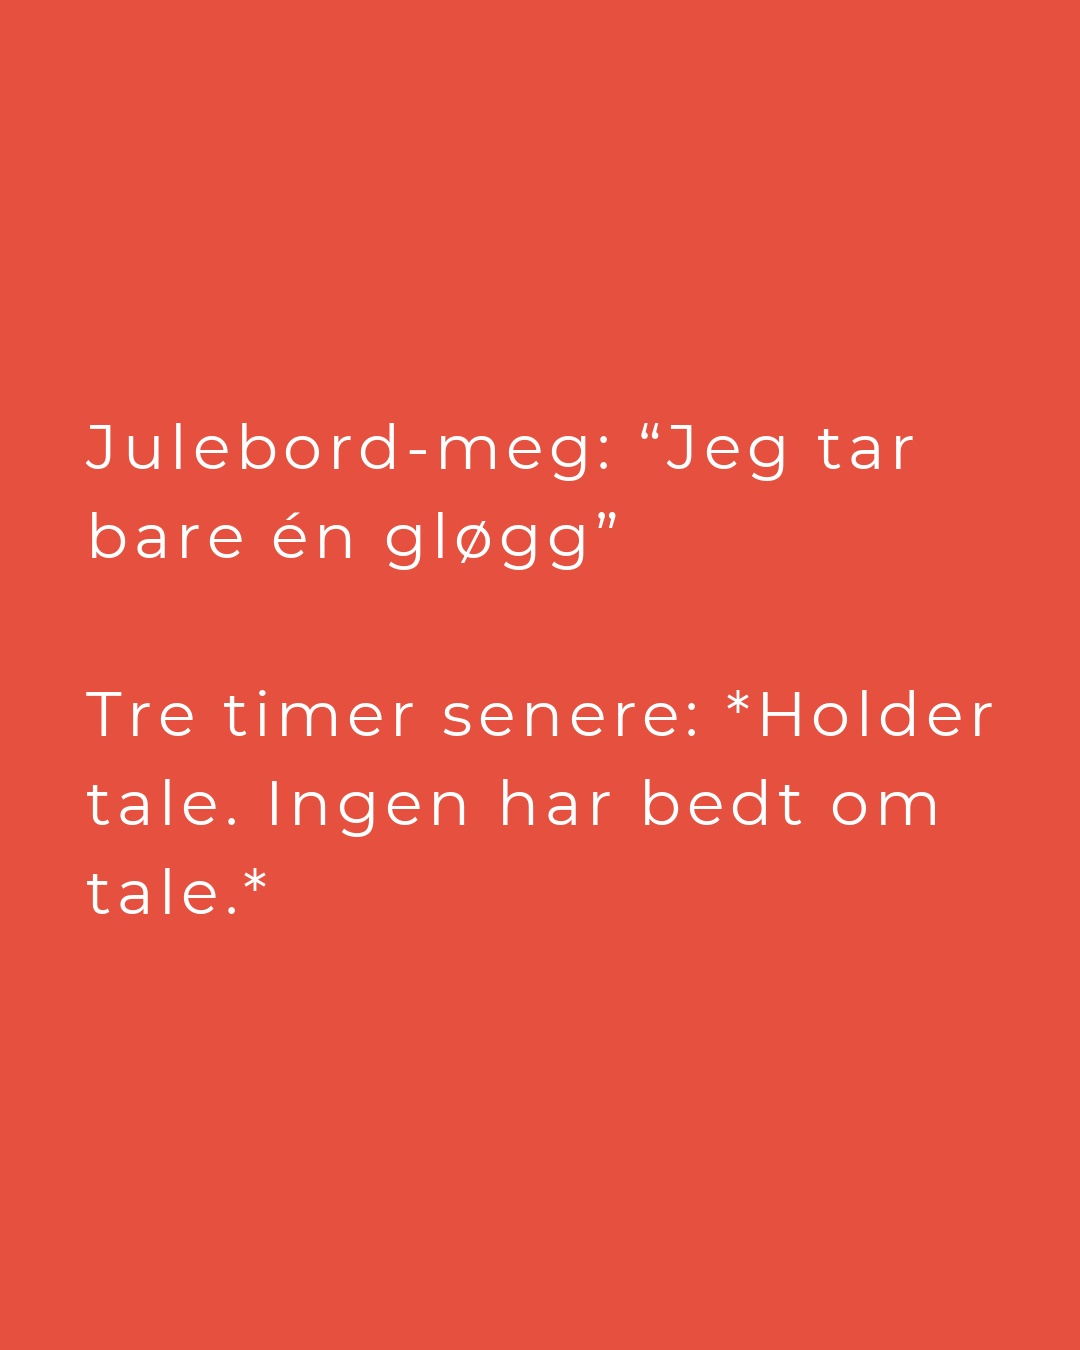 Julebord-meg: “Jeg tar
bare én gløgg”
Tre timer senere: *Holder
tale. Ingen har bedt om
tale.*